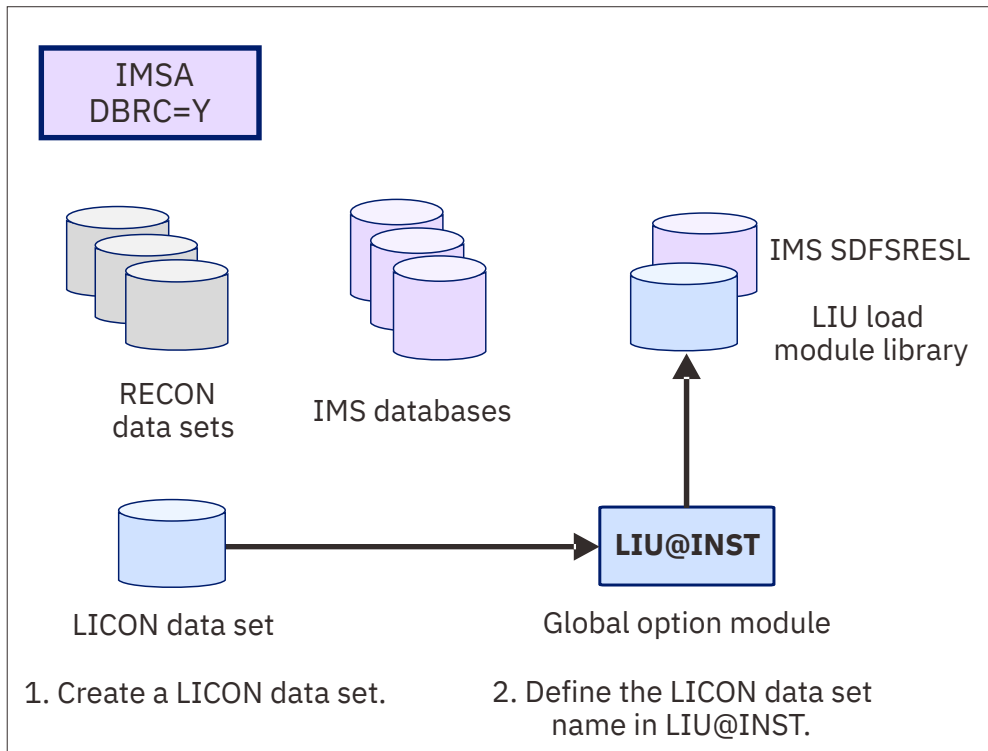 IMSA
DBRC=Y
IMS SDFSRESL
LIU load
module library
RECON
data sets
IMS databases
LIU@INST
LICON data set
Global option module
1. Create a LICON data set.
2. Define the LICON data set
name in LIU@INST.